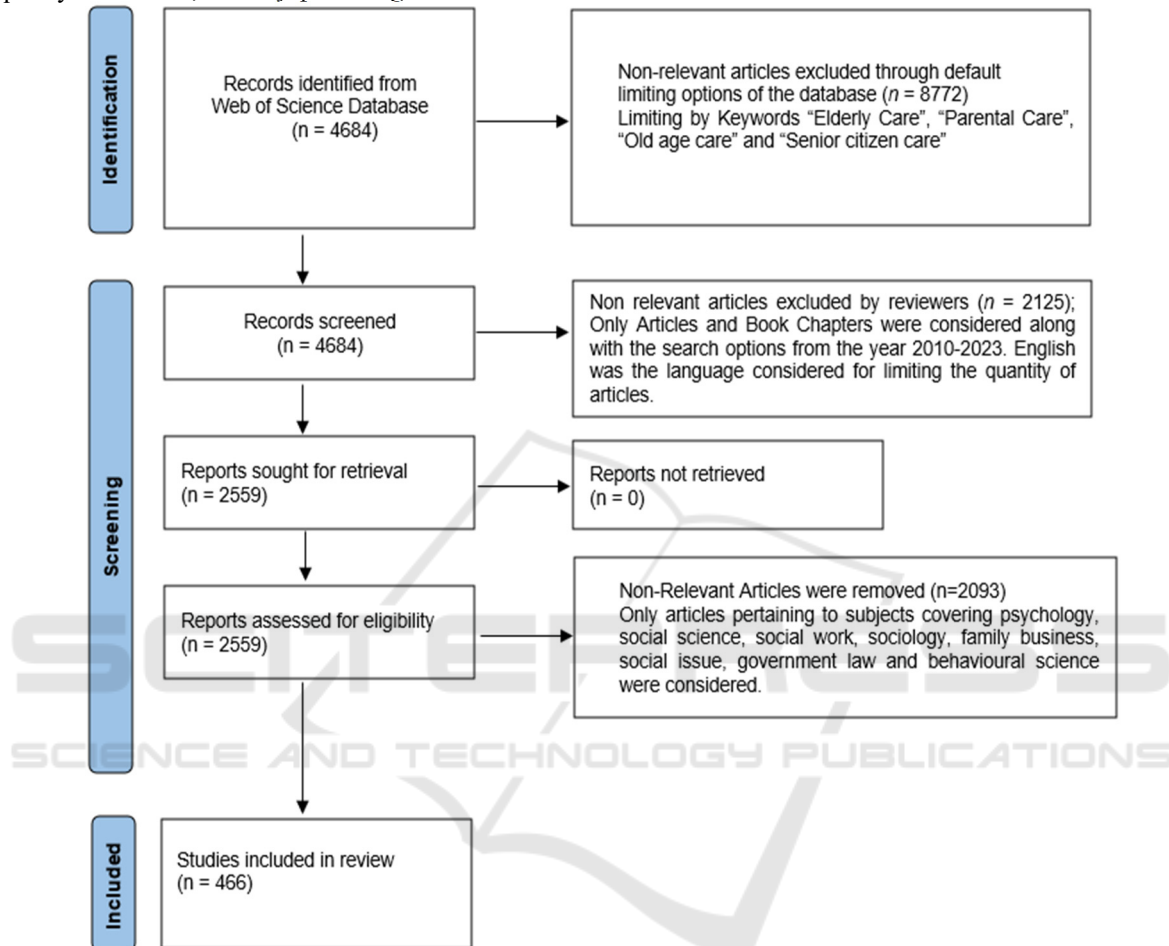 Identification
Records identified from
Web of Science Database
(n = 4684)
Non-relevant articles excluded through default
limiting options of the database (n = 8772)
Limiting by Keywords “Elderly Care”, “Parental Care”,
“Old age care” and “Senior citizen care”
Screening
Records screened
(n = 4684)
Non relevant articles excluded by reviewers (n = 2125);
Only Articles and Book Chapters were considered along
with the search options from the year 2010-2023. English
was the language considered for limiting the quantity of
articles.
Reports sought for retrieval
(n = 2559)
Reports not retrieved
(n = 0)
Reports assessed for eligibility
(n = 2559)
Non-Relevant Articles were removed (n=2093)
Only articles pertaining to subjects covering psychology,
social science, social work, sociology, family business,
social issue, government law and behavioural science
were considered.
SCITEPRESS
SCIENCE AND TECHNOLOGY PUBLICATIONS
Included
Studies included in review
(n = 466)